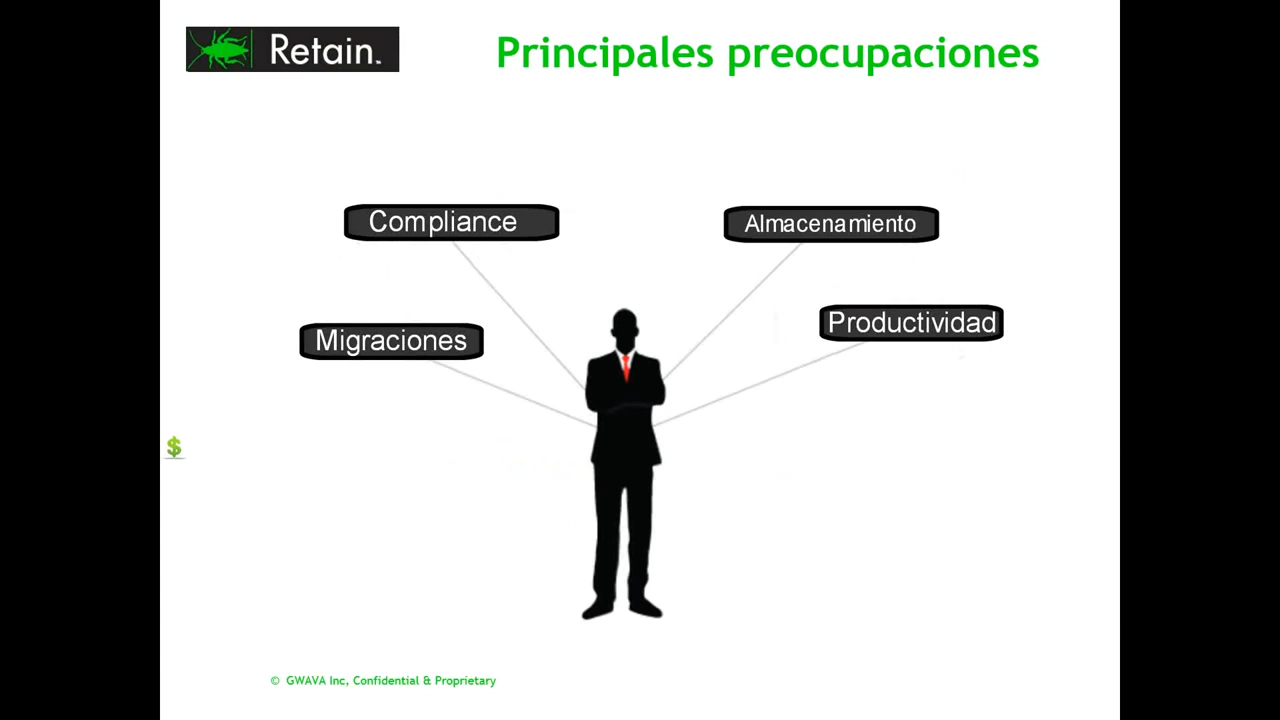 Retain.
Principales preocupaciones
Compliance
Almacenamiento
Productividad
Migraciones
$
© GWAVA Inc, Confidential & Proprietary